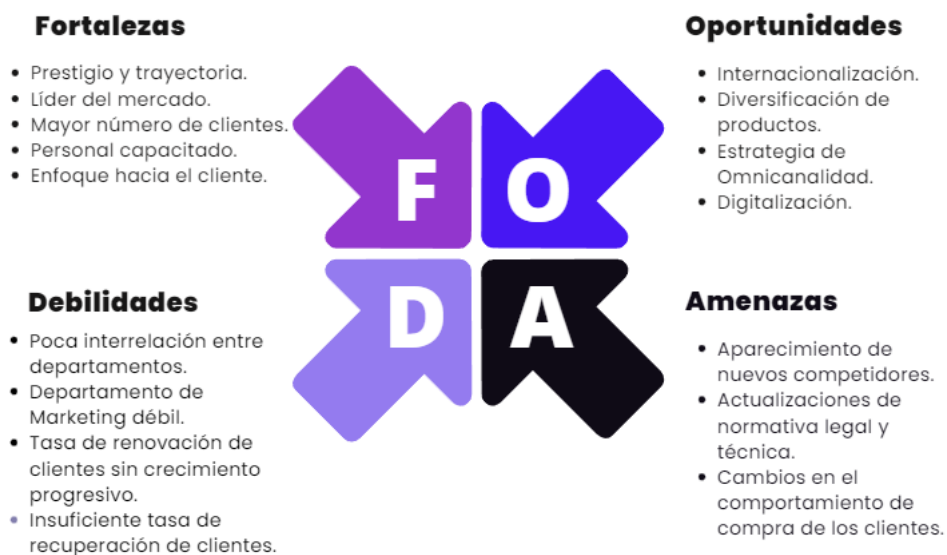 Fortalezas
• Prestigio y trayectoria.
• Líder del mercado.
• Mayor número de clientes.
• Personal capacitado.
• Enfoque hacia el cliente.
Oportunidades
• Internacionalización.
• Diversificación de
productos.
• Estrategia de
Omnicanalidad.
• Digitalización.
F
O
D
A
Debilidades
• Poca interrelación entre
departamentos.
• Departamento de
Marketing débil.
• Tasa de renovación de
clientes sin crecimiento
progresivo.
• Insuficiente tasa de
recuperación de clientes.
Amenazas
• Aparecimiento de
nuevos competidores.
• Actualizaciones de
normativa legal y
técnica.
• Cambios en el
comportamiento de
compra de los clientes.